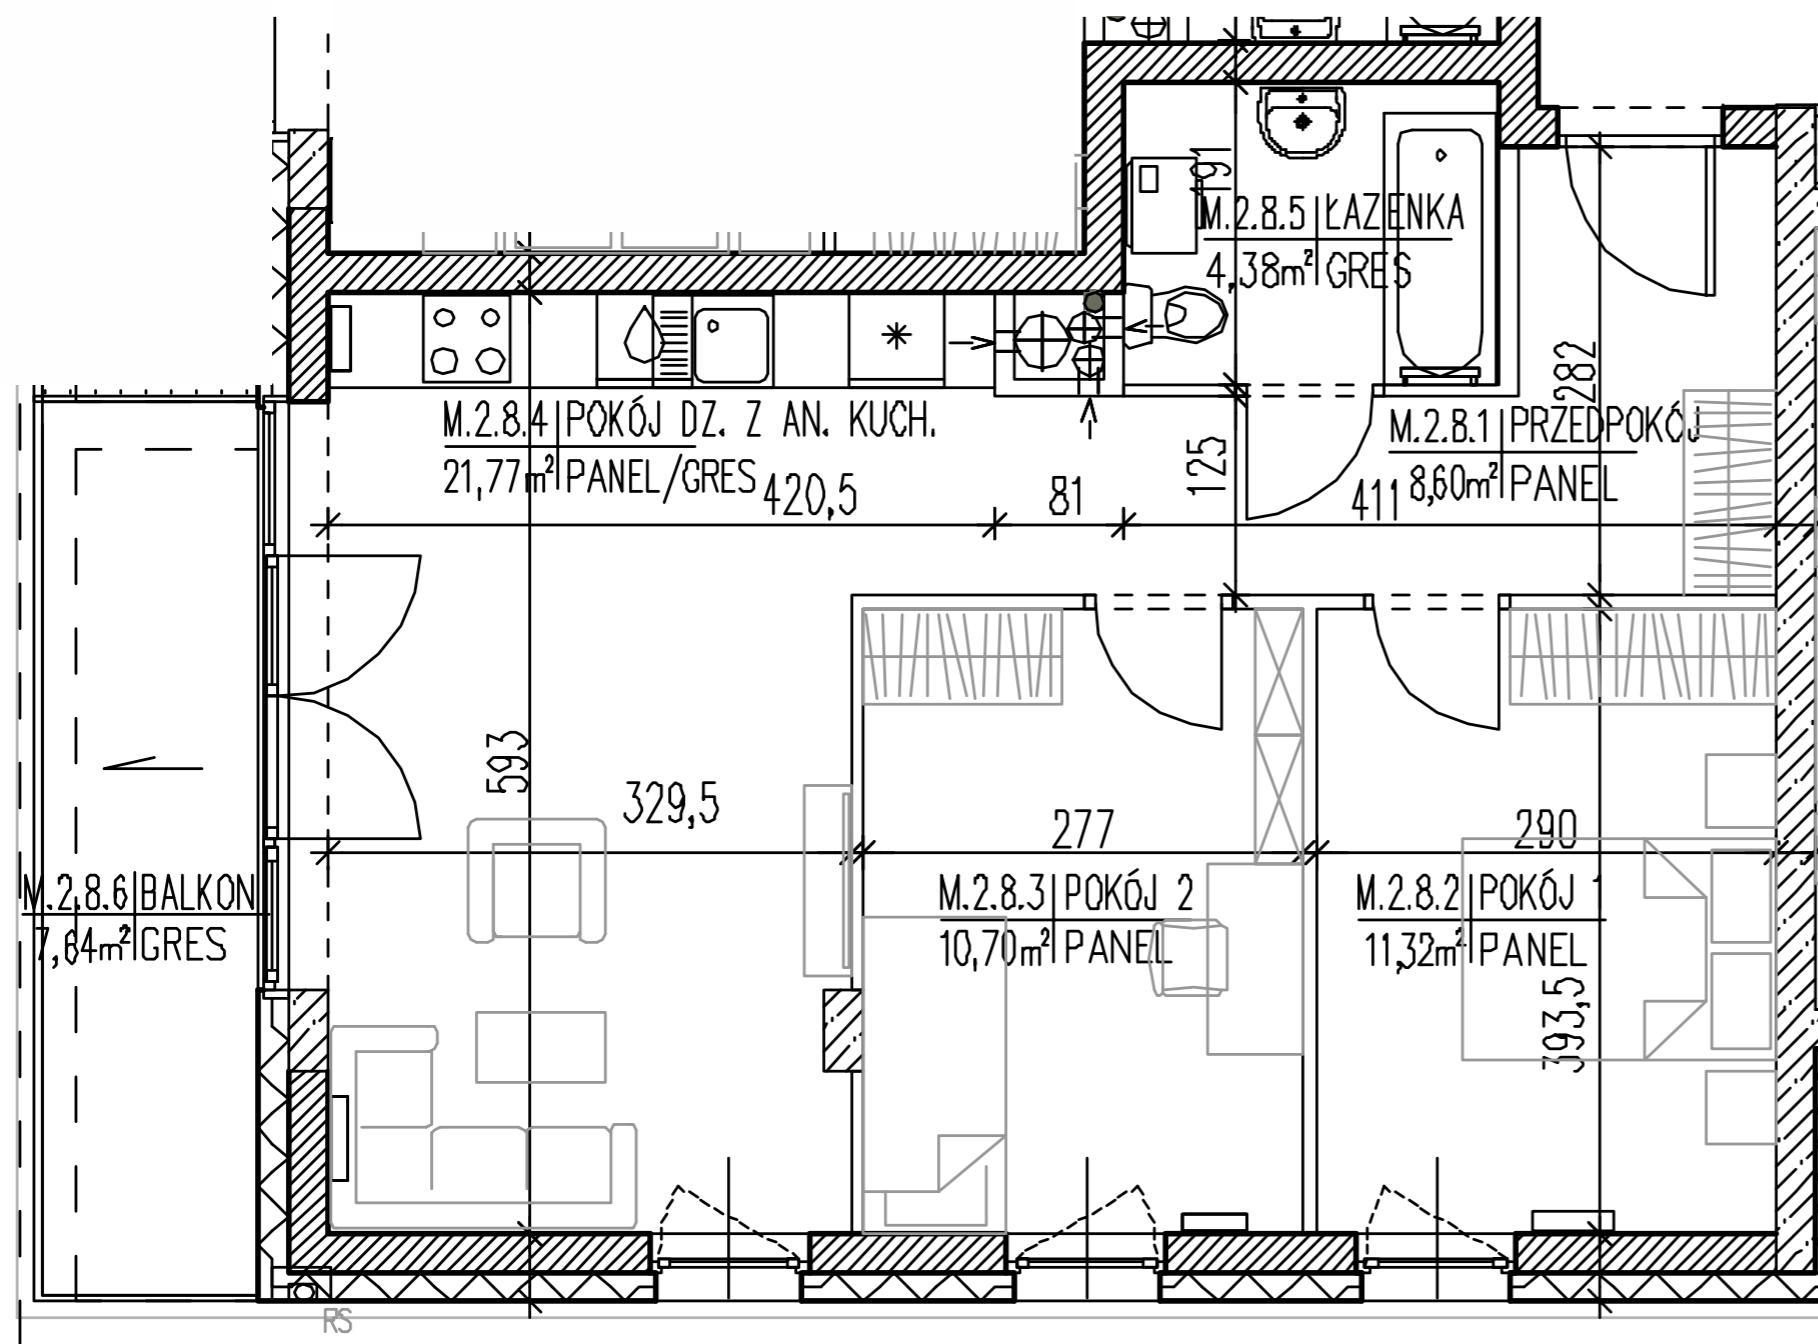 191
M.2.8.5 ŁAZIENKA
4,38m² GRES
282
M.2.8.4 POKÓJ DZ. Z AN. KUCH.
21,77m² PANEL/GRES
M.2.8.1 PRZEDPOKÓJ
8,60m² PANEL
420,5
81
125
411
593
329,5
277
290
M.2.8.6 BALKON
7,64m² GRES
M.2.8.3 POKÓJ 2
10,70m² PANEL
M.2.8.2 POKÓJ 1
11,32m² PANEL
393,5
RS